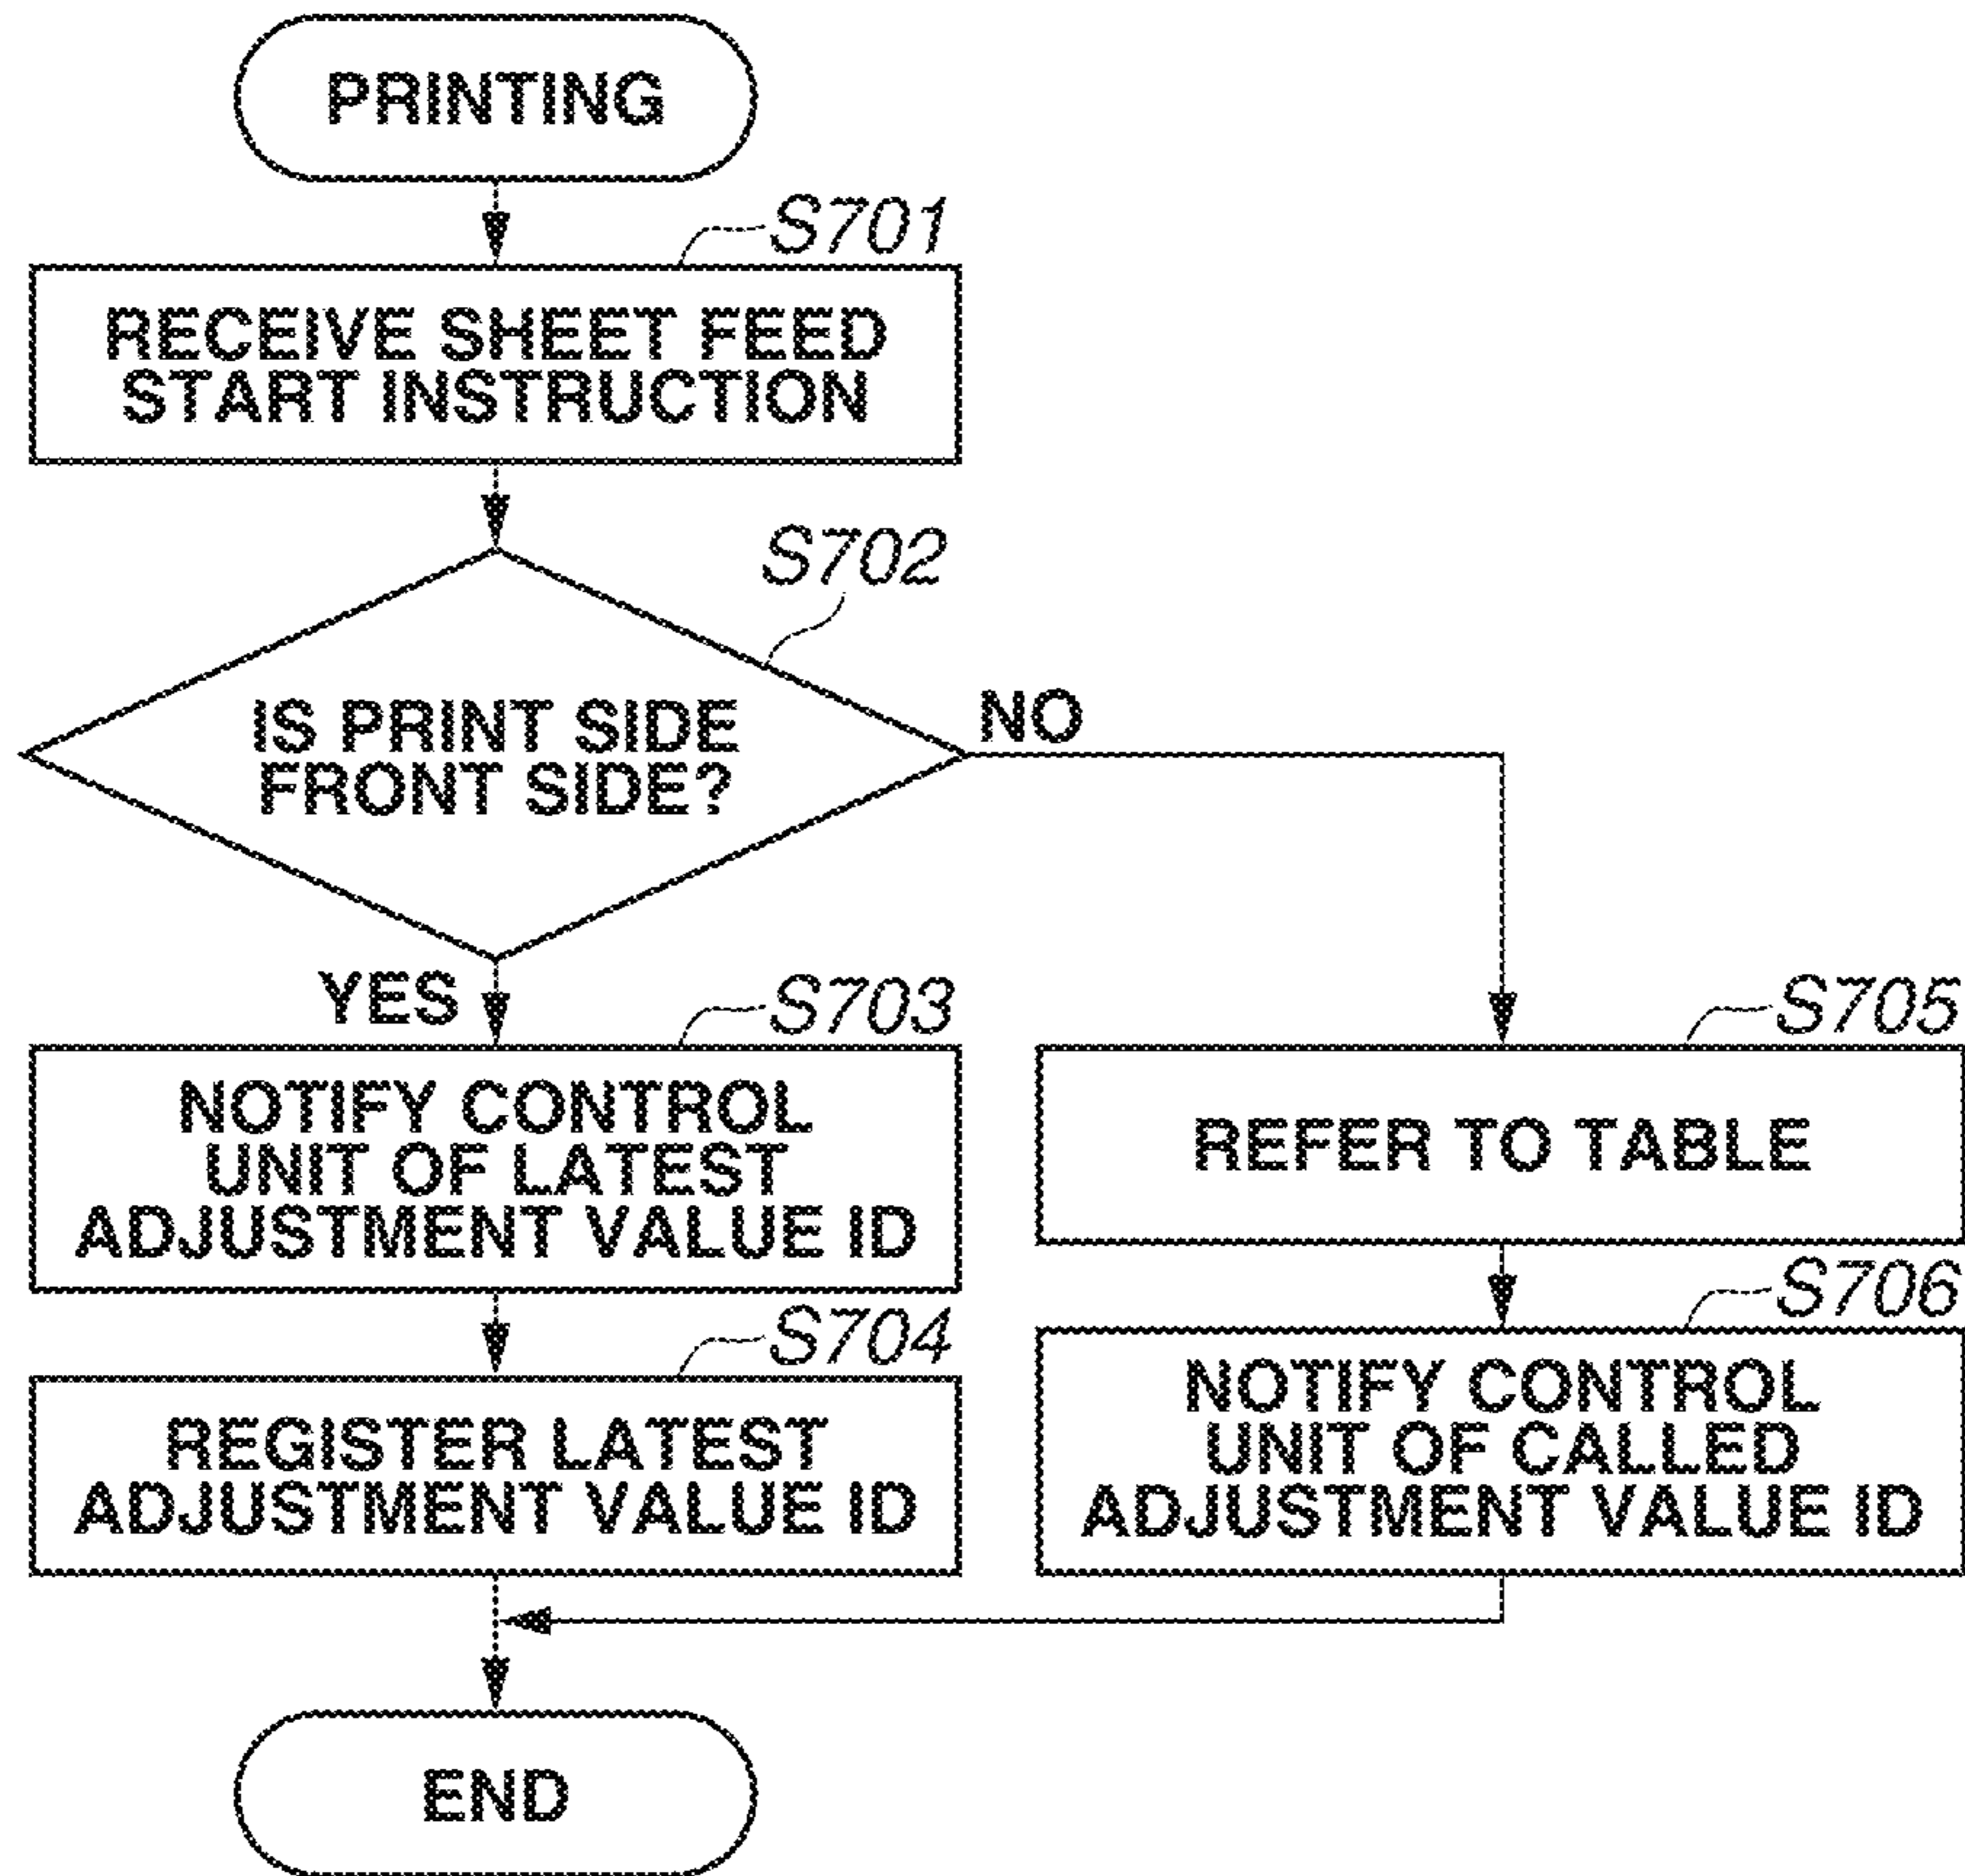 PRINTING
S701
RECEIVE SHEET FEED
START INSTRUCTION
S702
IS PRINT SIDE
FRONT SIDE?
NO
YES
S703
NOTIFY CONTROL
UNIT OF LATEST
ADJUSTMENT VALUE ID
S704
REGISTER LATEST
ADJUSTMENT VALUE ID
S705
REFER TO TABLE
S706
NOTIFY CONTROL
UNIT OF CALLED
ADJUSTMENT VALUE ID
END